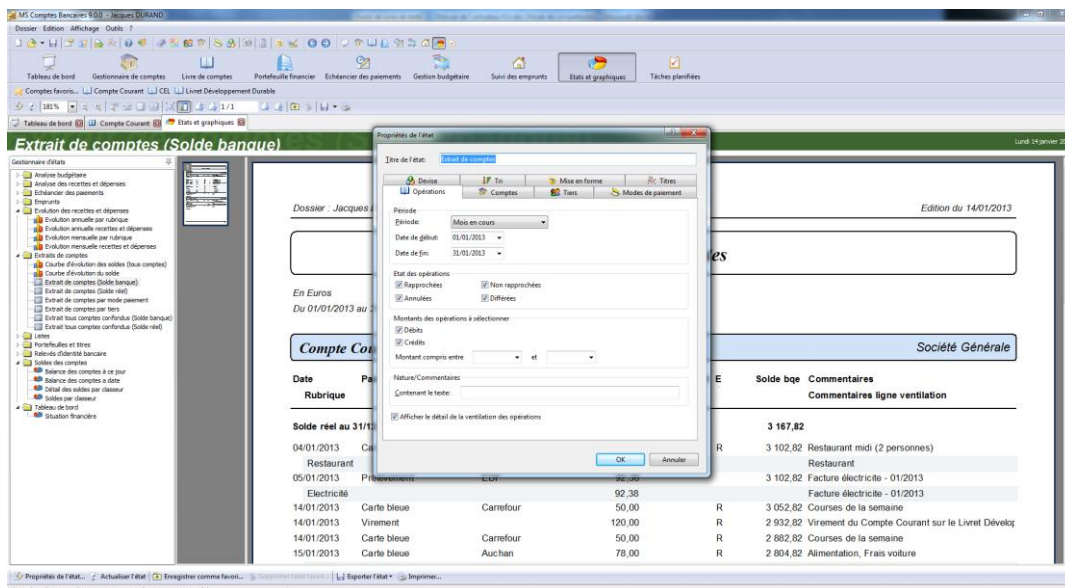 MS Comptes Bancaires 9.0.0 - Jacques DURAND
Dossier Edition Affichage Outils ?
Tableau de bord Gestionnaire de comptes Livre de comptes Portefeuille financier Echéancier des paiements Gestion budgétaire Suivi des emprunts Etats et graphiques Tâches planifiées
Comptes favoris... Compte Courant CEL Livret Développement Durable
181% 1/1
Tableau de bord Compte Courant Etats et graphiques
Extrait de comptes (Solde banque)
Lundi 14 janvier 20
Gestionnaire d'états
Analyse budgétaire
Analyse des recettes et dépenses
Echéancier des paiements
Emprunts
Evolution des recettes et dépenses
Evolution annuelle par rubrique
Evolution annuelle recettes et dépenses
Evolution mensuelle par rubrique
Evolution mensuelle recettes et dépenses
Extraits de comptes
Courbe d'évolution des soldes (tous comptes)
Courbe d'évolution du solde
Extrait de comptes (Solde banque)
Extrait de comptes (Solde réel)
Extrait de comptes par mode paiement
Extrait de comptes par tiers
Extrait tous comptes confondus (Solde banque)
Extrait tous comptes confondus (Solde réel)
Listes
Portefeuilles et titres
Relevés d'identité bancaire
Soldes des comptes
Balance des comptes à ce jour
Balance des comptes a date
Détail des soldes par classeur
Soldes par classeur
Tableau de bord
Situation financière
Propriétés de l'état
Titre de l'état: Extrait de comptes
Devise Tri Mise en forme Titres
Opérations Comptes Tiers Modes de paiement
Période
Période: Mois en cours
Date de début: 01/01/2013
Date de fin: 31/01/2013
Etat des opérations
Rapprochées Non rapprochées
Annulées Différées
Montants des opérations à sélectionner
Débits
Crédits
Montant compris entre et
Nature/Commentaires
Contenant le texte:
Afficher le détail de la ventilation des opérations
OK Annuler
Dossier : Jacques Edition du 14/01/2013
es
En Euros
Du 01/01/2013 au
Compte Cou Société Générale
Date Pa E Solde bqe Commentaires
Rubrique Commentaires ligne ventilation
Solde réel au 31/1 3 167,82
04/01/2013 Ca R 3 102,82 Restaurant midi (2 personnes)
Restaurant Restaurant
05/01/2013 Prélèvement EDF 92,38 3 102,82 Facture électricite - 01/2013
Electricité 92,38 Facture électricite - 01/2013
14/01/2013 Carte bleue Carrefour 50,00 R 3 052,82 Courses de la semaine
14/01/2013 Virement 120,00 R 2 932,82 Virement du Compte Courant sur le Livret Dévelop
14/01/2013 Carte bleue Carrefour 50,00 R 2 882,82 Courses de la semaine
15/01/2013 Carte bleue Auchan 78,00 R 2 804,82 Alimentation, Frais voiture
Propriétés de l'état... Actualiser l'état Enregistrer comme favori... Supprimer l'état favori... Exporter l'état Imprimer...